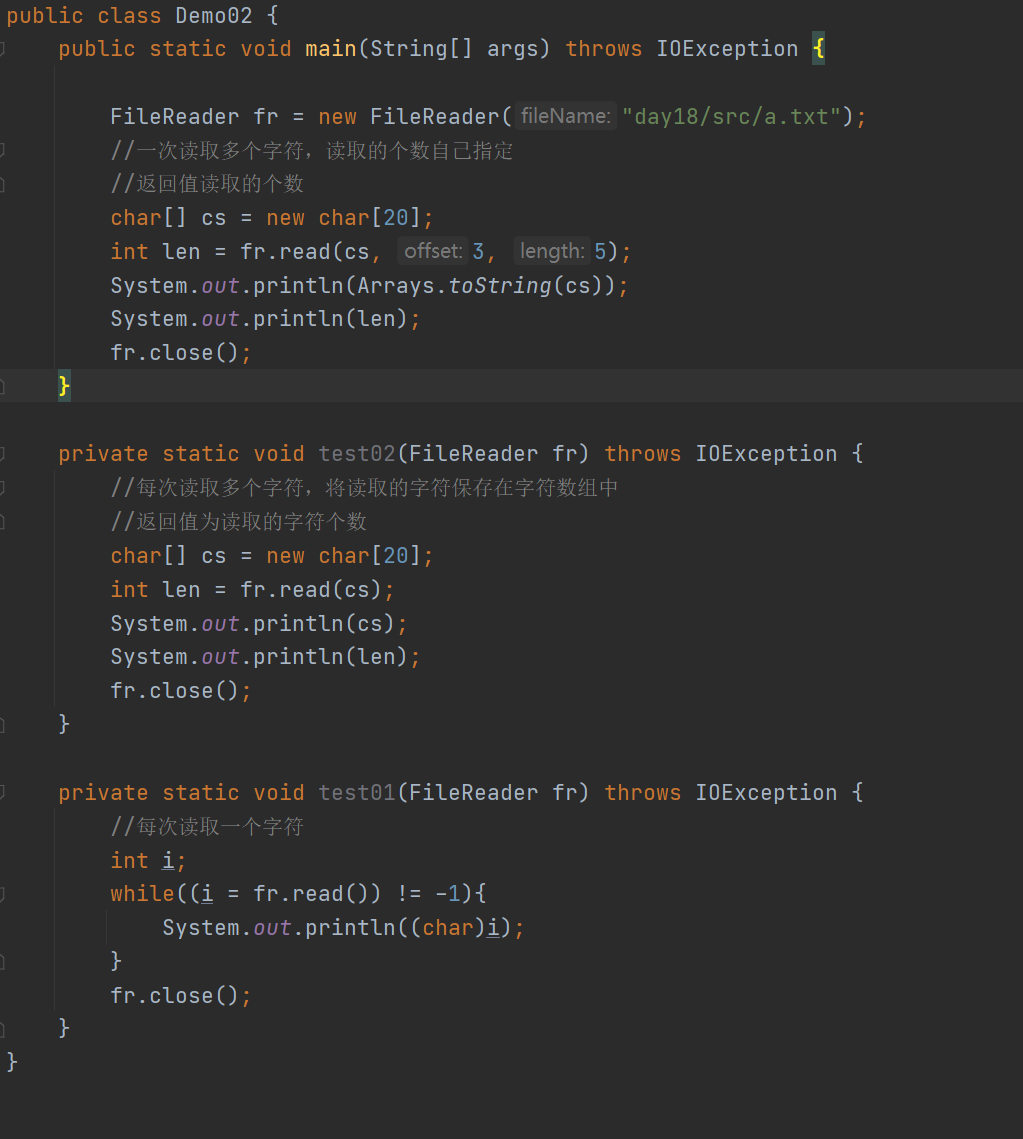 public class Demo02 {
public static void main(String[] args) throws IOException {
FileReader fr = new FileReader( fileName: "day18/src/a.txt");
//一次读取多个字符，读取的个数自己指定
//返回值读取的个数
char[] cs = new char[20];
int len = fr.read(cs, offset: 3, length: 5);
System.out.println(Arrays.toString(cs));
System.out.println(len);
fr.close();
}
private static void test02(FileReader fr) throws IOException {
//每次读取多个字符，将读取的字符保存在字符数组中
//返回值为读取的字符个数
char[] cs = new char[20];
int len = fr.read(cs);
System.out.println(cs);
System.out.println(len);
fr.close();
}
private static void test01(FileReader fr) throws IOException {
//每次读取一个字符
int i;
while((i = fr.read()) != -1){
System.out.println((char)i);
}
fr.close();
}
}